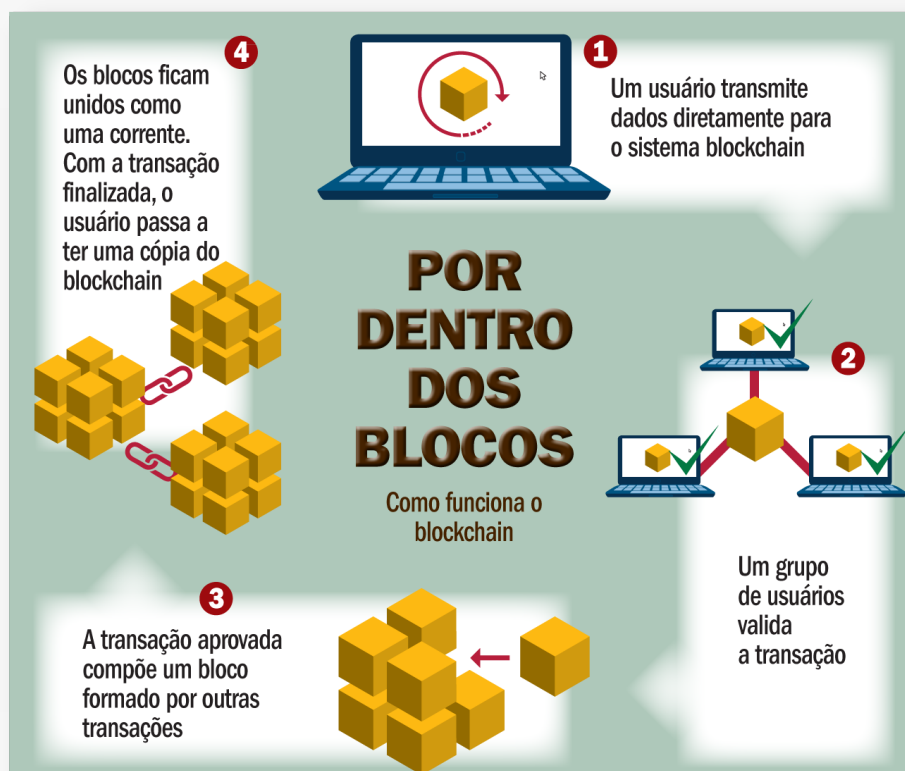 POR
DENTRO
DOS
BLOCOS
Como funciona o
blockchain
1
Um usuário transmite
dados diretamente para
o sistema blockchain
2
Um grupo
de usuários
valida
a transação
3
A transação aprovada
compõe um bloco
formado por outras
transações
4
Os blocos ficam
unidos como
uma corrente.
Com a transação
finalizada, o
usuário passa a
ter uma cópia do
blockchain